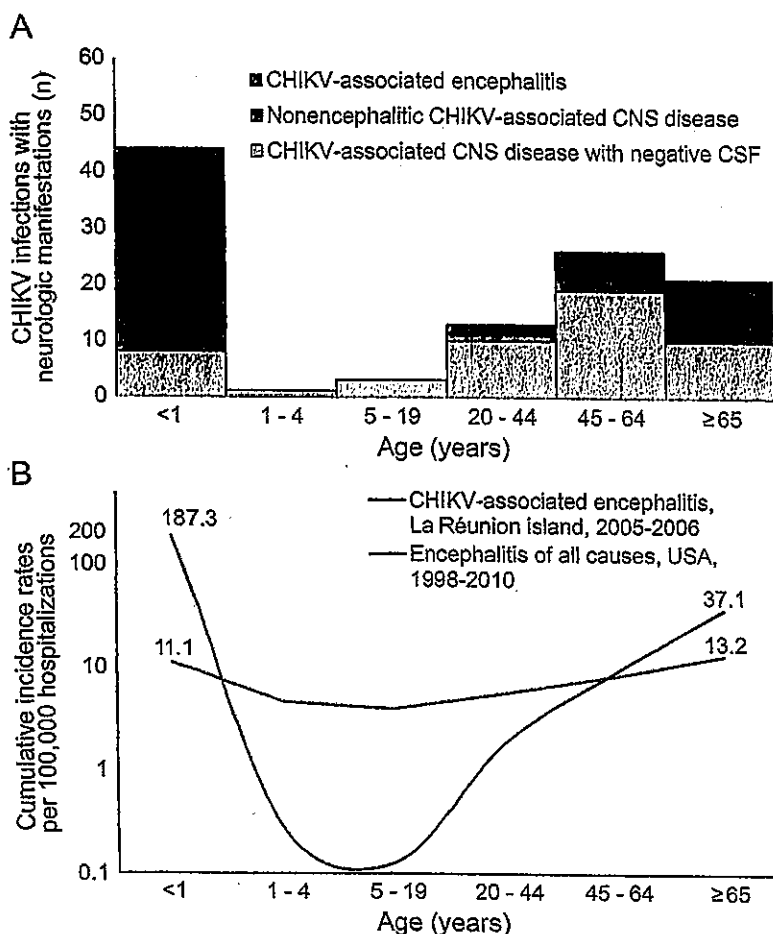 A
CHIKV infections with
neurologic manifestations (n)
60
50
40
30
20
10
0
CHIKV-associated encephalitis
Nonencephalitic CHIKV-associated CNS disease
CHIKV-associated CNS disease with negative CSF
<1 1 - 4 5 - 19 20 - 44 45 - 64 ≥65
Age (years)
B
Cumulative incidence rates
per 100,000 hospitalizations
200
100
10
1
0.1
187.3
11.1
CHIKV-associated encephalitis,
La Réunion island, 2005-2006
Encephalitis of all causes, USA,
1998-2010
37.1
13.2
<1 1 - 4 5 - 19 20 - 44 45 - 64 ≥65
Age (years)